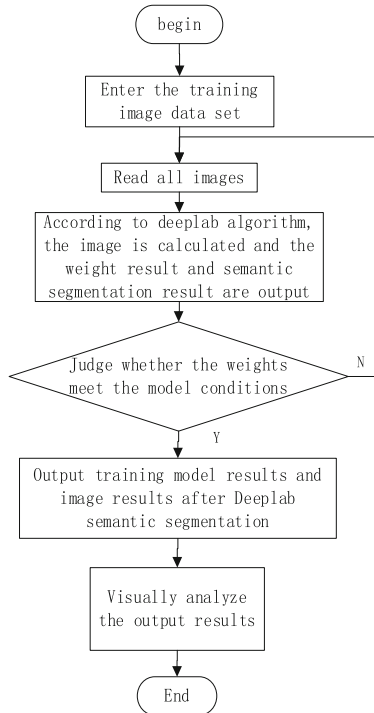 begin
Enter the training
image data set
Read all images
According to deeplab algorithm,
the image is calculated and the
weight result and semantic
segmentation result are output
Judge whether the weights
meet the model conditions
N
Y
Output training model results and
image results after Deeplab
semantic segmentation
Visually analyze
the output results
End